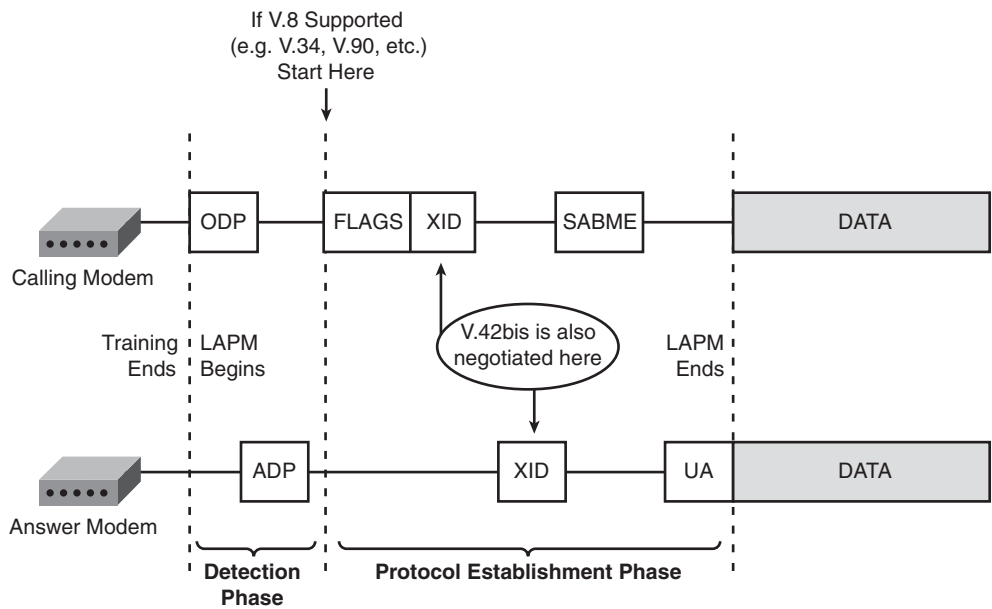 If V.8 Supported
(e.g. V.34, V.90, etc.)
Start Here
ODP
FLAGS
XID
SABME
DATA
Calling Modem
V.42bis is also
negotiated here
Training
Ends
LAPM
Begins
LAPM
Ends
ADP
XID
UA
DATA
Answer Modem
Detection
Phase
Protocol Establishment Phase